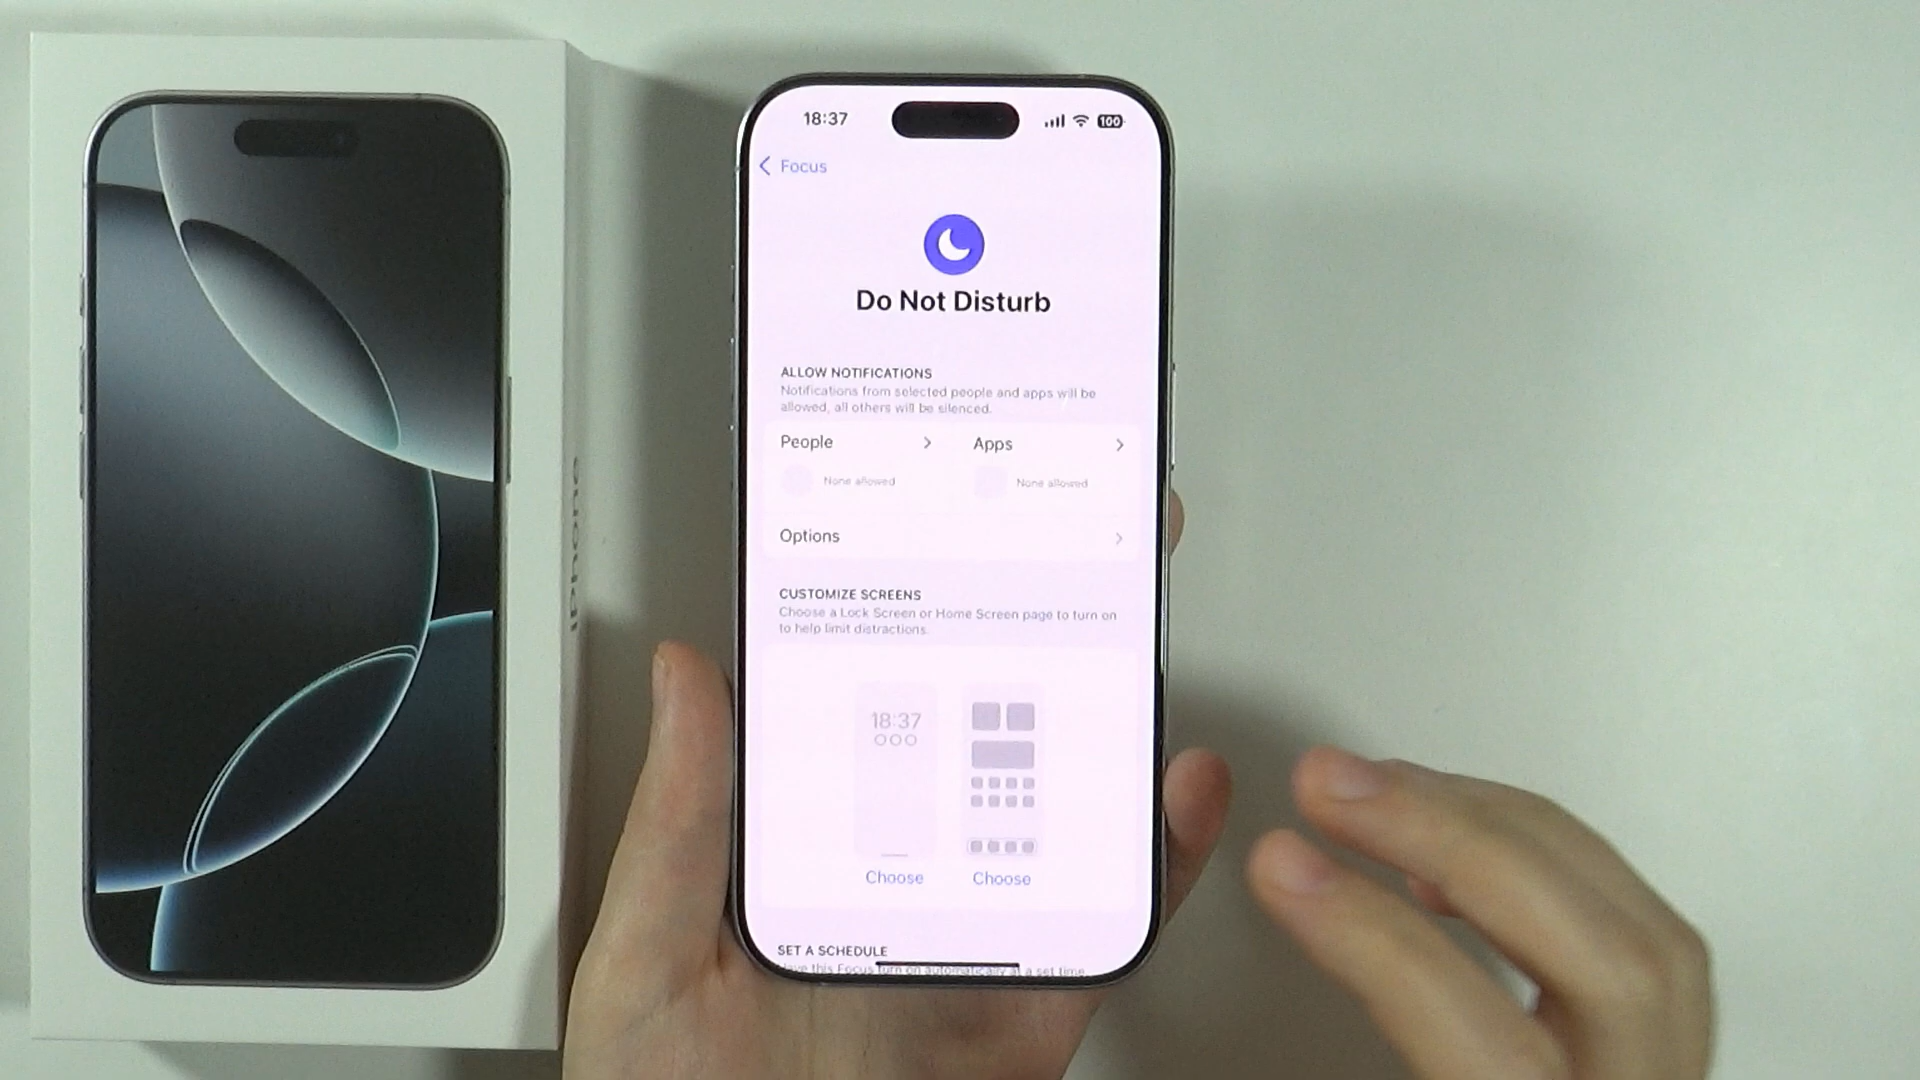 iPhone
18:37
100
Focus
Do Not Disturb
ALLOW NOTIFICATIONS
Notifications from selected people and apps will be
allowed, all others will be silenced.
People
Apps
None allowed
None allowed
Options
CUSTOMIZE SCREENS
Choose a Lock Screen or Home Screen page to turn on
to help limit distractions.
18:37
Choose
Choose
SET A SCHEDULE
Have this Focus turn on automatically at a set time,